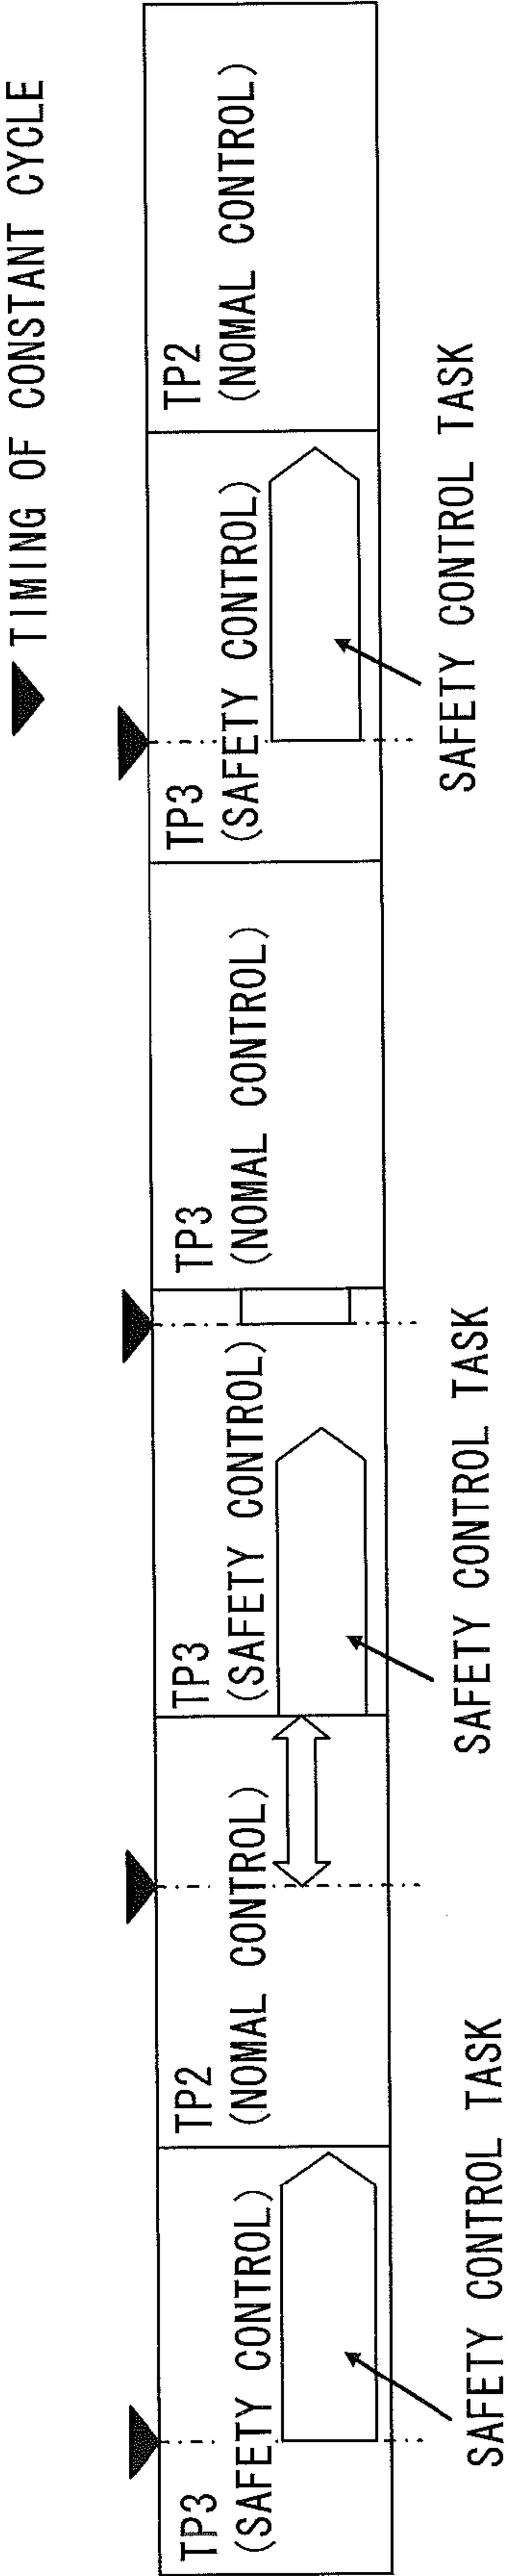 ▼TIMING OF CONSTANT CYCLE
TP3
(SAFETY CONTROL)
TP2
(NOMAL CONTROL)
TP3
(SAFETY CONTROL)
TP3
(NOMAL CONTROL)
TP3
(SAFETY CONTROL)
TP2
(NOMAL CONTROL)
SAFETY CONTROL TASK
SAFETY CONTROL TASK
SAFETY CONTROL TASK